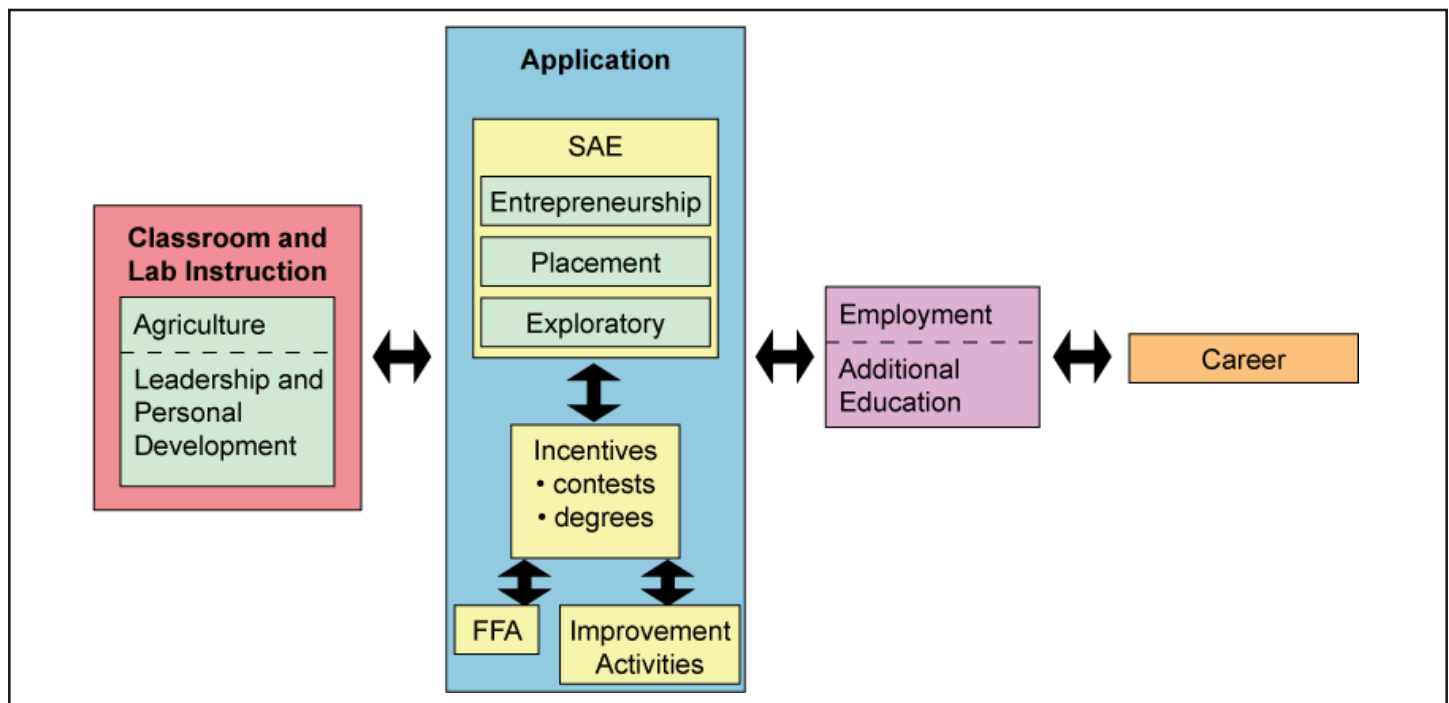 Classroom and
Lab Instruction
Agriculture
Leadership and
Personal
Development
Application
SAE
Entrepreneurship
Placement
Exploratory
Incentives
• contests
• degrees
FFA
Improvement
Activities
Employment
Additional
Education
Career